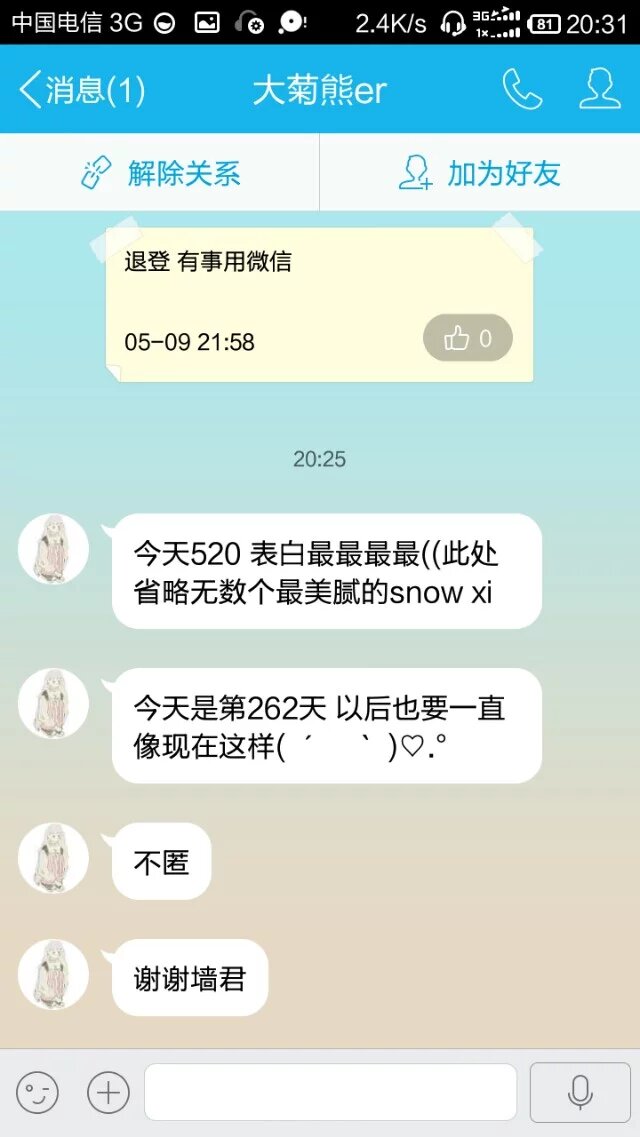 中国电信 3G 2.4K/s 3G 1× 81 20:31
消息(1) 大菊熊er
解除关系 加为好友
退登 有事用微信
05-09 21:58 0
20:25
今天520 表白最最最最((此处
省略无数个最美腻的snow xi
今天是第262天 以后也要一直
像现在这样( ˊ ˋ )♡.°
不匿
谢谢墙君